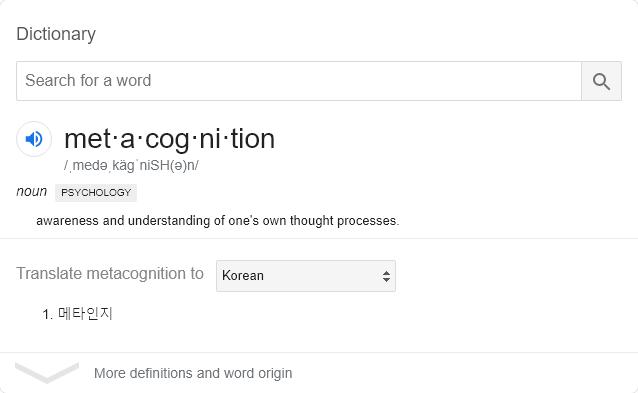 Dictionary
Search for a word
met·a·cog·ni·tion
/ˌmedəˌkäɡˈniSH(ə)n/
noun PSYCHOLOGY
awareness and understanding of one's own thought processes.
Translate metacognition to Korean
1. 메타인지
More definitions and word origin